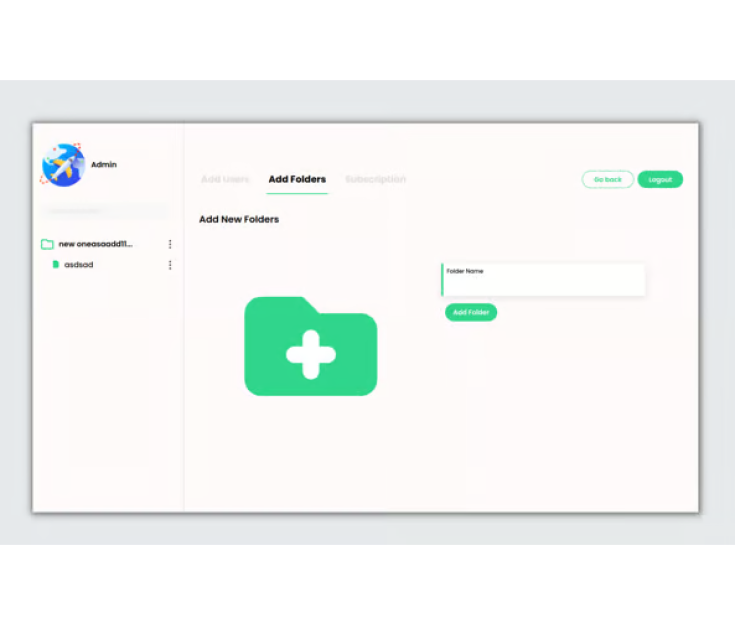 Admin
Add Users
Add Folders
Subscription
Go back
Logout
Add New Folders
new oneasaadd11...
asdsad
Folder Name
Add Folder